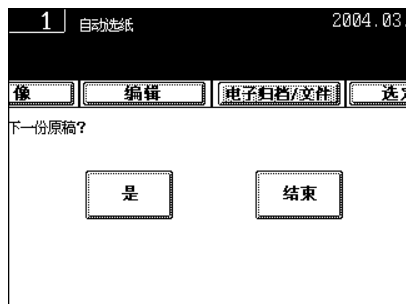 1 自动选纸 2004.03.
像 编辑 电子归档/文件 选定
下一份原稿?
是 结束